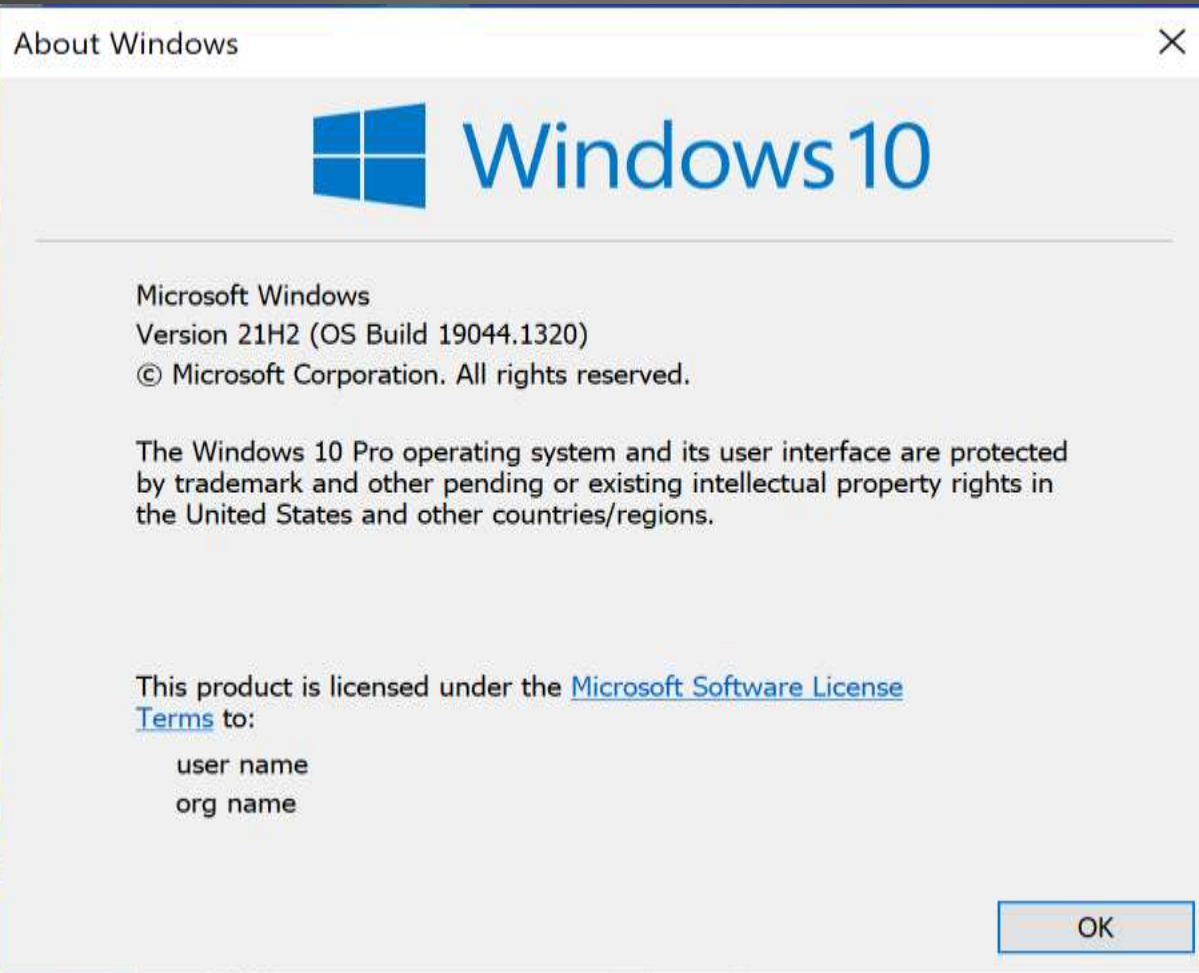 About Windows
Windows 10
Microsoft Windows
Version 21H2 (OS Build 19044.1320)
© Microsoft Corporation. All rights reserved.
The Windows 10 Pro operating system and its user interface are protected
by trademark and other pending or existing intellectual property rights in
the United States and other countries/regions.
This product is licensed under the Microsoft Software License
Terms to:
user name
org name
OK